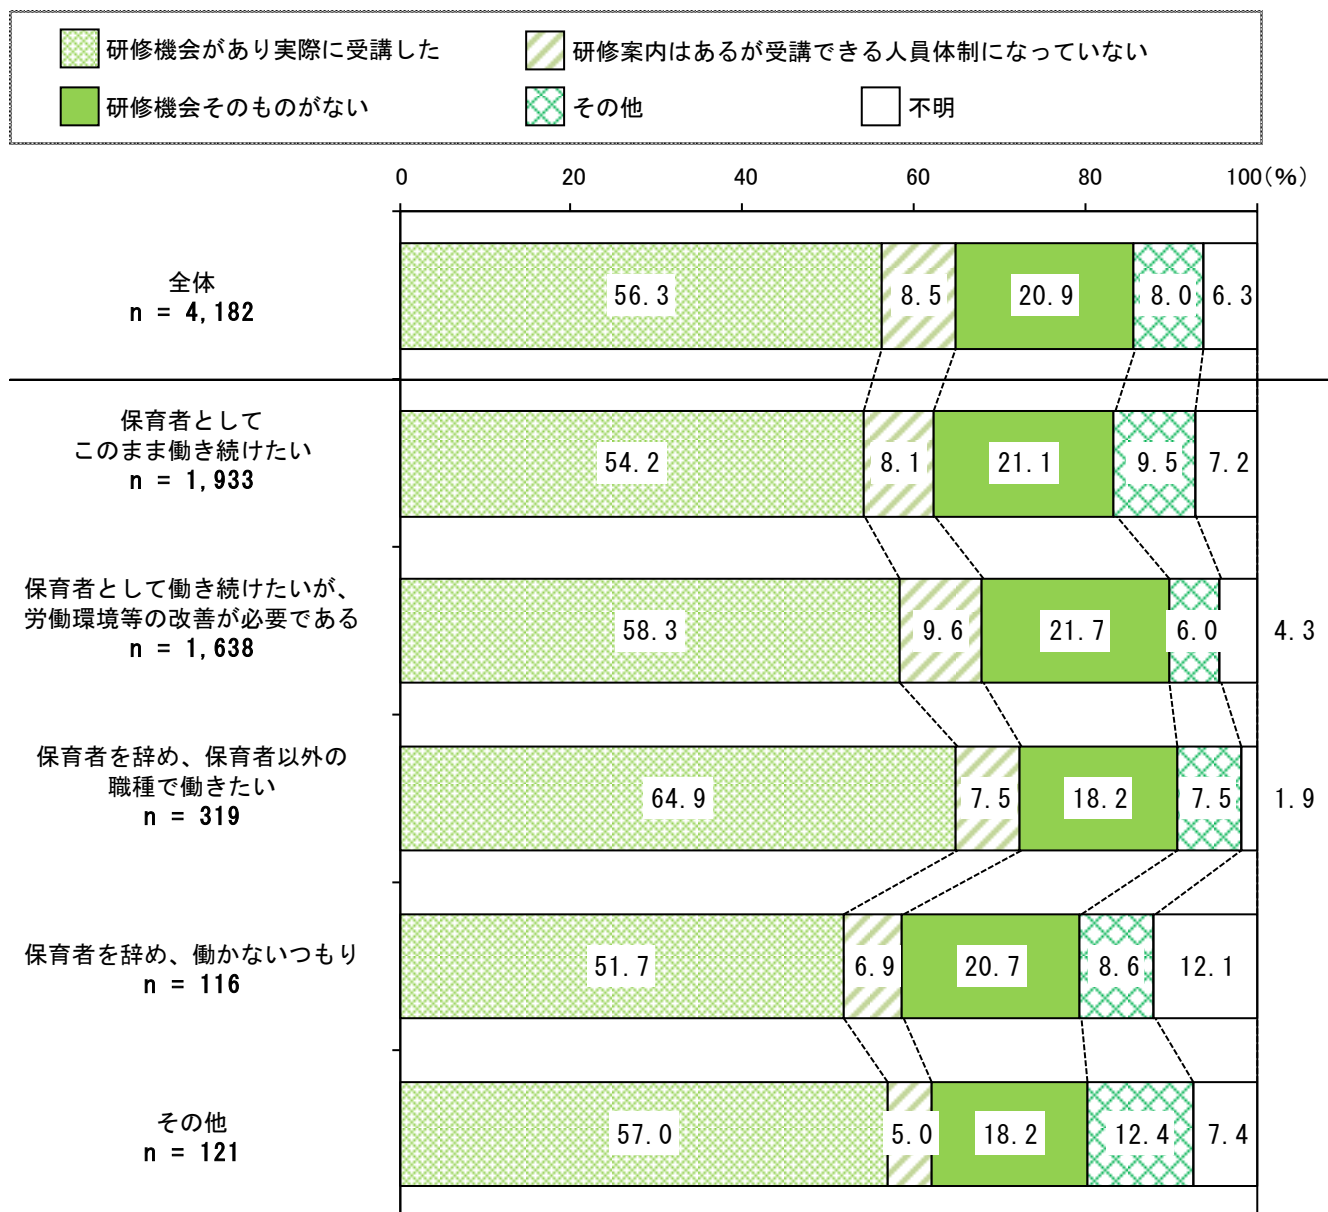 研修機会があり実際に受講した
研修案内はあるが受講できる人員体制になっていない
研修機会そのものがない
その他
不明
0 20 40 60 80 100(%)
全体
n = 4,182
56.3 8.5 20.9 8.0 6.3
保育者として
このまま働き続けたい
n = 1,933
54.2 8.1 21.1 9.5 7.2
保育者として働き続けたいが、
労働環境等の改善が必要である
n = 1,638
58.3 9.6 21.7 6.0 4.3
保育者を辞め、保育者以外の
職種で働きたい
n = 319
64.9 7.5 18.2 7.5 1.9
保育者を辞め、働かないつもり
n = 116
51.7 6.9 20.7 8.6 12.1
その他
n = 121
57.0 5.0 18.2 12.4 7.4